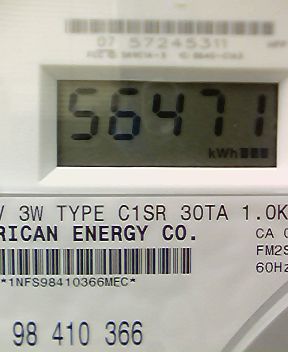 07 57245311
56471
kWh
V 3W TYPE C1SR 30TA 1.0K
RICAN ENERGY CO.
CA 0
FM2S
60Hz
*1NFS98410366MEC*
98 410 366